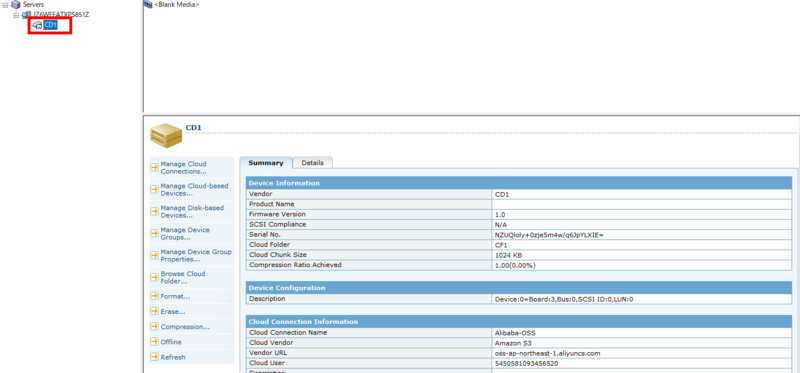 Servers
<Blank Media>
IZ6WEEATXP5851Z
CD1
CD1
Manage Cloud
Connections...
Manage Cloud-based
Devices...
Manage Disk-based
Devices...
Manage Device
Groups...
Manage Device Group
Properties...
Browse Cloud
Folder...
Format...
Erase...
Compression...
Offline
Refresh
Summary Details
Device Information
Vendor CD1
Product Name
Firmware Version 1.0
SCSI Compliance N/A
Serial No. NZUQloly+0zje5m4w/q6JpYLXIE=
Cloud Folder CF1
Cloud Chunk Size 1024 KB
Compression Ratio Achieved 1.00(0.00%)
Device Configuration
Description Device:0=Board:3,Bus:0,SCSI ID:0,LUN:0
Cloud Connection Information
Cloud Connection Name Alibaba-OSS
Cloud Vendor Amazon S3
Vendor URL oss-ap-northeast-1.aliyuncs.com
Cloud User 5450581093456520
Description